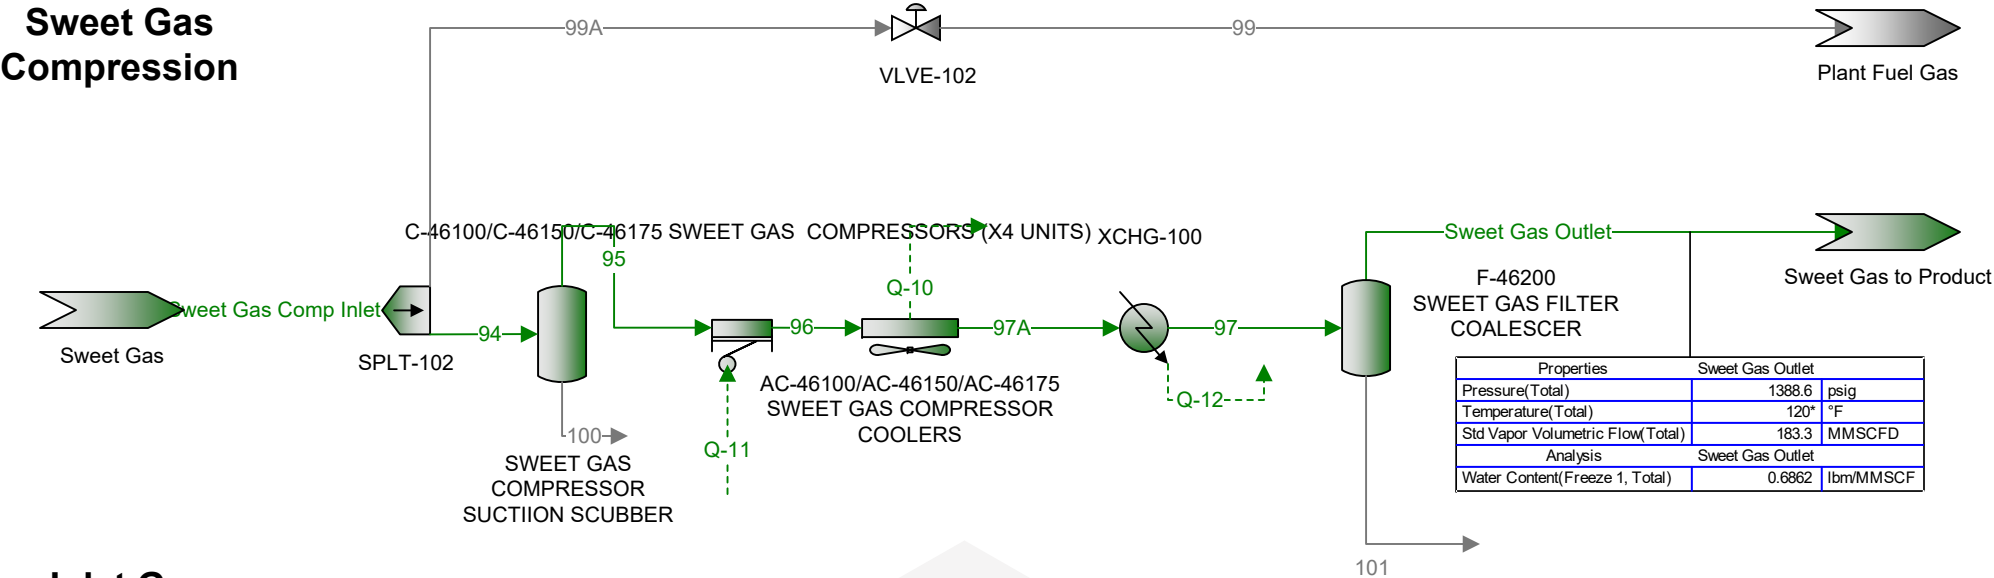 Sweet Gas
Compression
99A
99
VLVE-102
Plant Fuel Gas
C-46100/C-46150/C-46175 SWEET GAS COMPRESSORS (X4 UNITS)
XCHG-100
Sweet Gas Outlet
95
Sweet Gas to Product
Q-10
F-46200
SWEET GAS FILTER
COALESCER
Sweet Gas Comp Inlet
94
96
97A
97
Sweet Gas
SPLT-102
AC-46100/AC-46150/AC-46175
SWEET GAS COMPRESSOR
COOLERS
Q-12
Q-11
100
SWEET GAS
COMPRESSOR
SUCTIION SCUBBER
Properties Sweet Gas Outlet
Pressure(Total) 1388.6 psig
Temperature(Total) 120* °F
Std Vapor Volumetric Flow(Total) 183.3 MMSCFD
Analysis Sweet Gas Outlet
Water Content(Freeze 1, Total) 0.6862 lbm/MMSCF
101